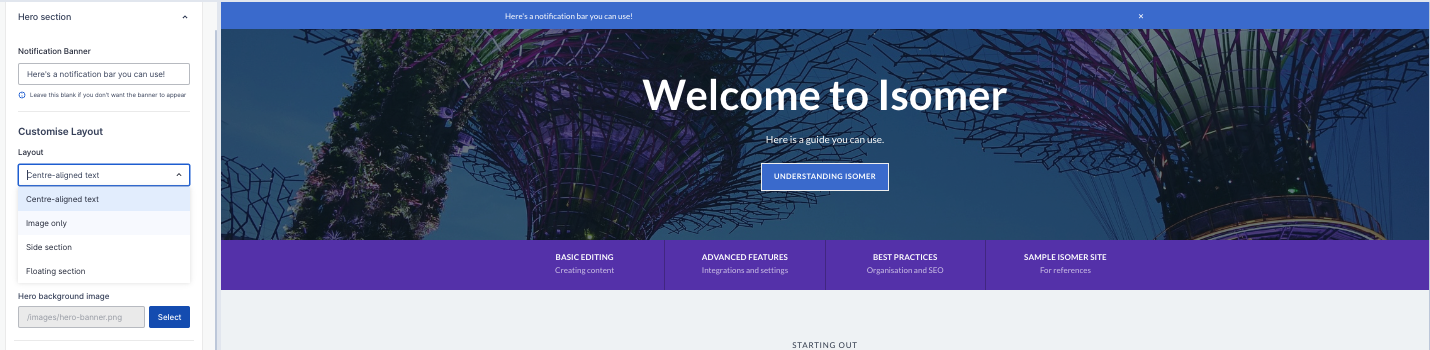 Hero section
Notification Banner
Here's a notification bar you can use!
Leave this blank if you don't want the banner to appear
Customise Layout
Layout
Centre-aligned text
Centre-aligned text
Image only
Side section
Floating section
Hero background image
/images/hero-banner.png
Select
Here's a notification bar you can use!
Welcome to Isomer
Here is a guide you can use.
UNDERSTANDING ISOMER
BASIC EDITING
Creating content
ADVANCED FEATURES
Integrations and settings
BEST PRACTICES
Organisation and SEO
SAMPLE ISOMER SITE
For references
STARTING OUT